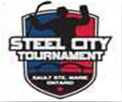 STEEL CITY
TOURNAMENT
SAULT STE. MARIE
ONTARIO